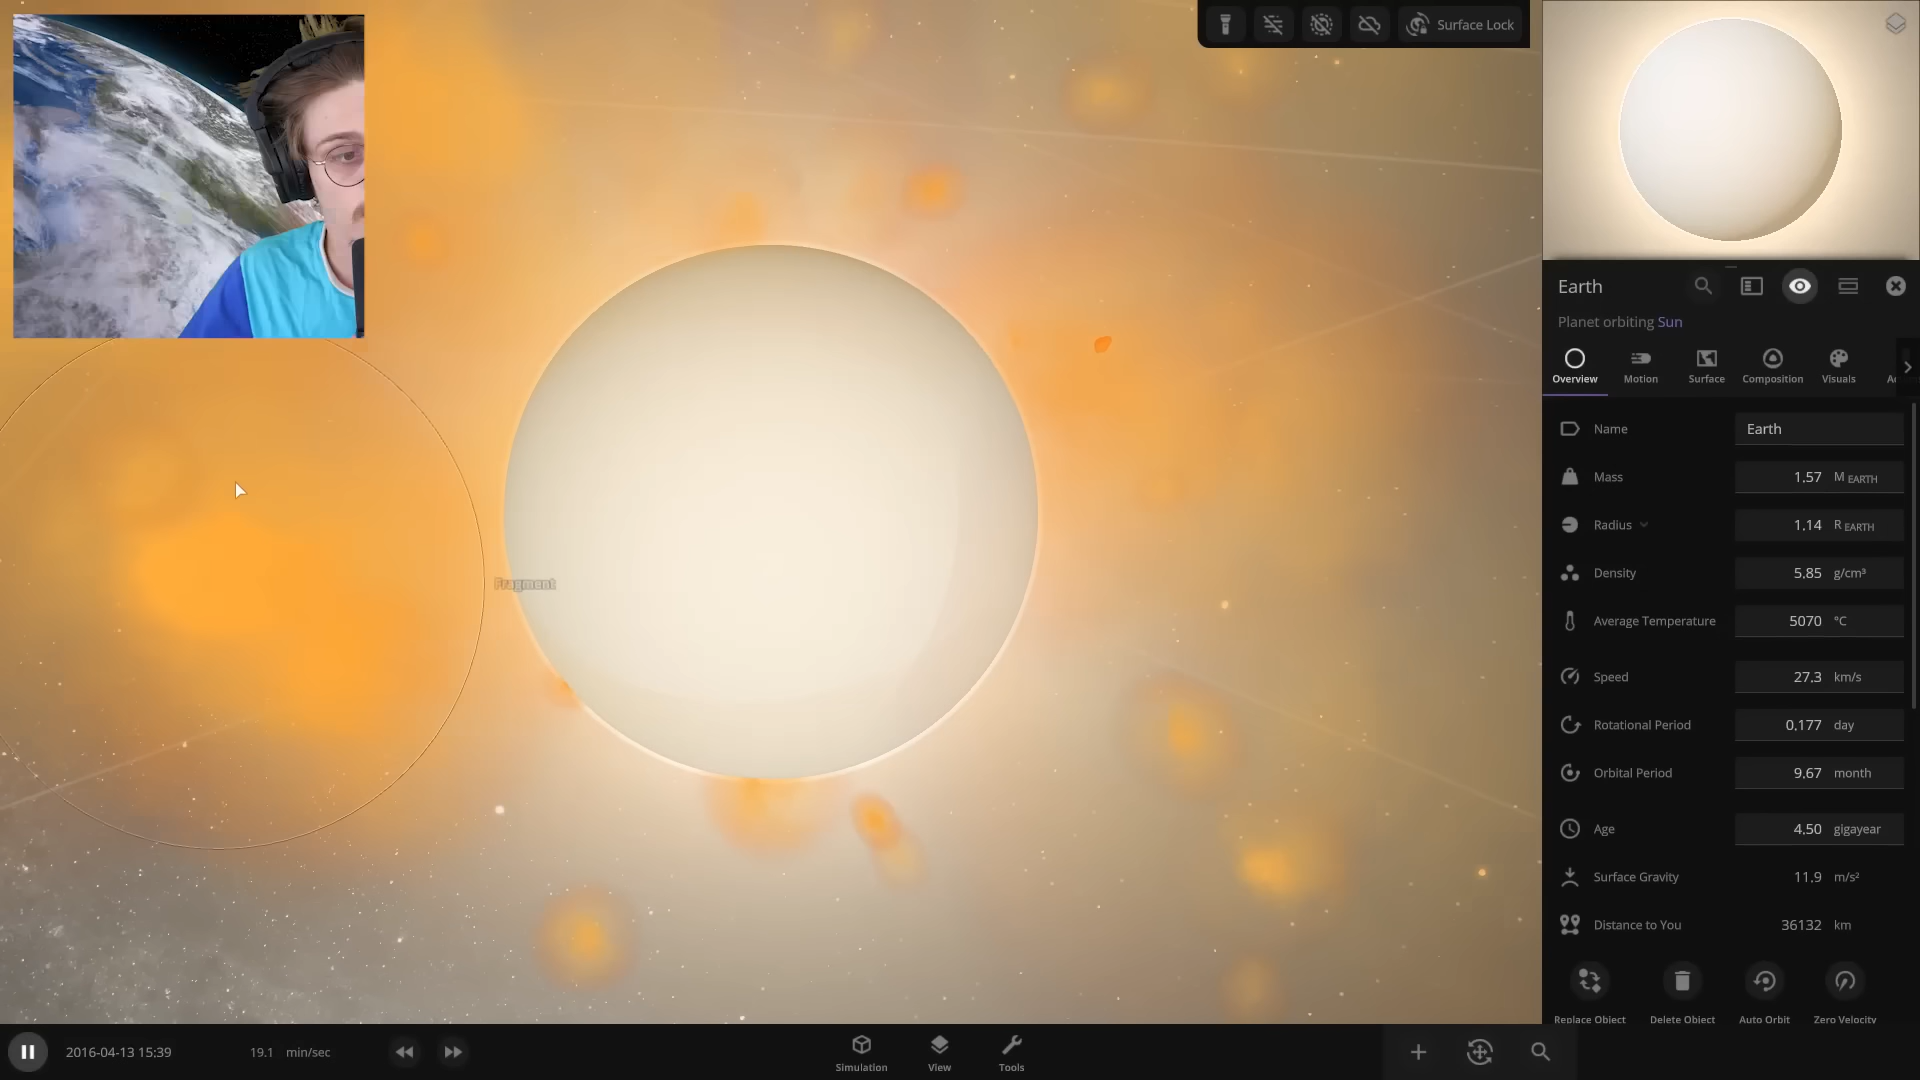 Surface Lock
Earth
Planet orbiting Sun
Overview
Motion
Surface
Composition
Visuals
Name
Earth
Mass
1.57 M EARTH
Radius
1.14 R EARTH
Density
5.85 g/cm³
Average Temperature
5070 °C
Speed
27.3 km/s
Rotational Period
0.177 day
Orbital Period
9.67 month
Age
4.50 gigayear
Surface Gravity
11.9 m/s²
Distance to You
36132 km
Replace Object
Delete Object
Auto Orbit
Zero Velocity
Fragment
2016-04-13 15:39
19.1 min/sec
Simulation
View
Tools